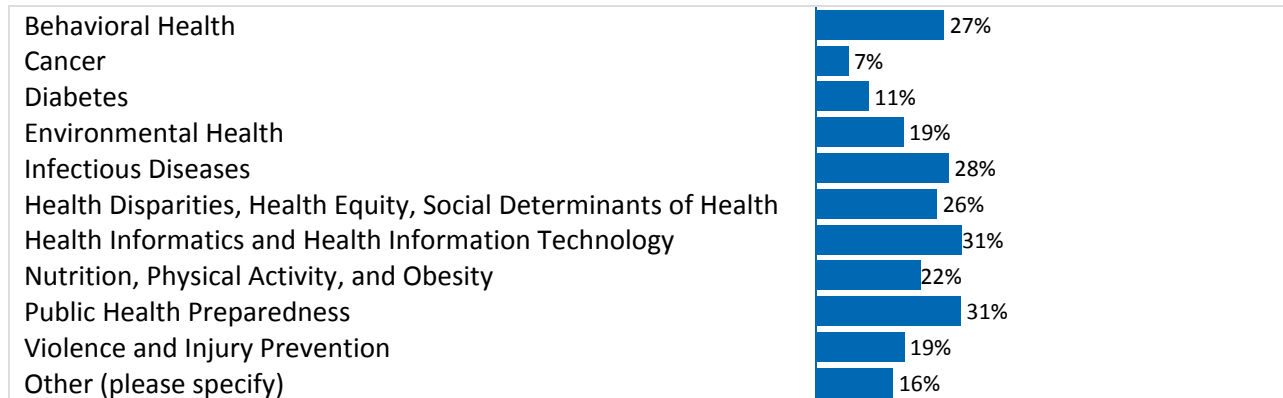 Behavioral Health 27%
Cancer 7%
Diabetes 11%
Environmental Health 19%
Infectious Diseases 28%
Health Disparities, Health Equity, Social Determinants of Health 26%
Health Informatics and Health Information Technology 31%
Nutrition, Physical Activity, and Obesity 22%
Public Health Preparedness 31%
Violence and Injury Prevention 19%
Other (please specify) 16%